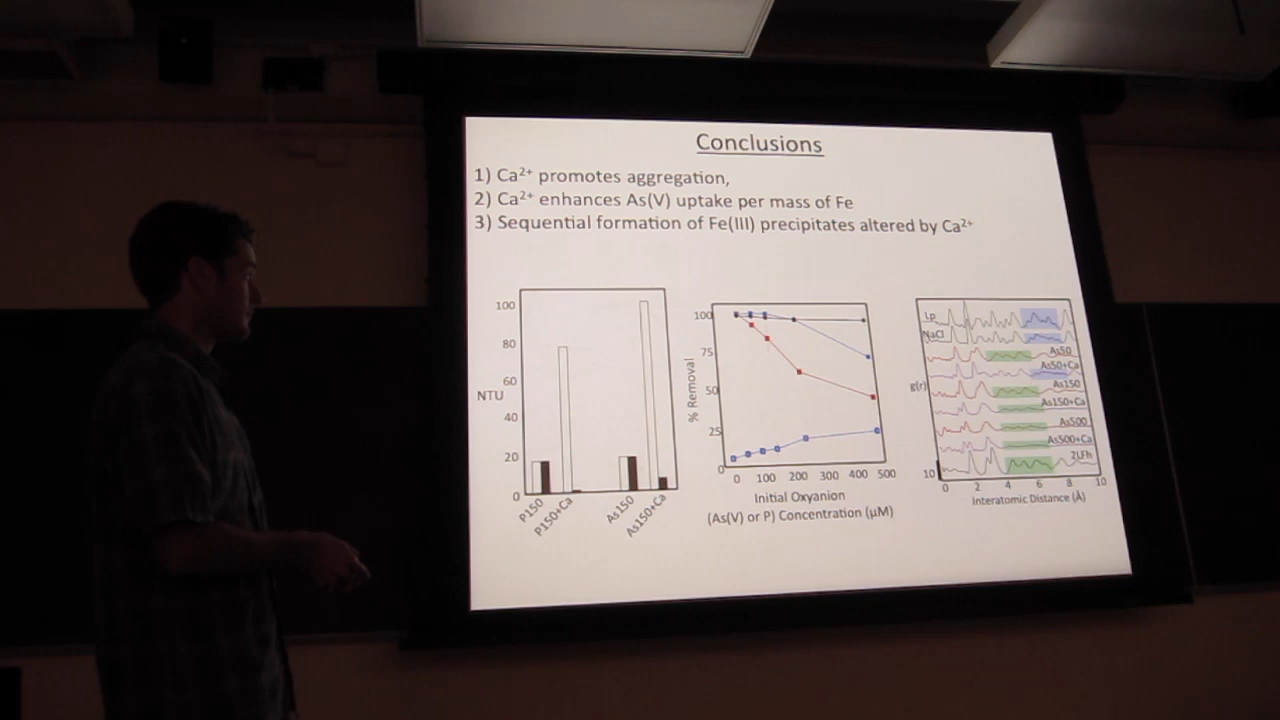 Conclusions
1) Ca²⁺ promotes aggregation,
2) Ca²⁺ enhances As(V) uptake per mass of Fe
3) Sequential formation of Fe(III) precipitates altered by Ca²⁺
100
80
60
NTU
40
20
0
P150
P150+Ca
As150
As150+Ca
100
75
50
25
0
% Removal
0 100 200 300 400 500
Initial Oxyanion
(As(V) or P) Concentration (µM)
Lp
NaCl
As50
As50+Ca
As150
As150+Ca
As500
As500+Ca
2LFh
g(r)
10
0 2 4 6 8 10
Interatomic Distance (Å)